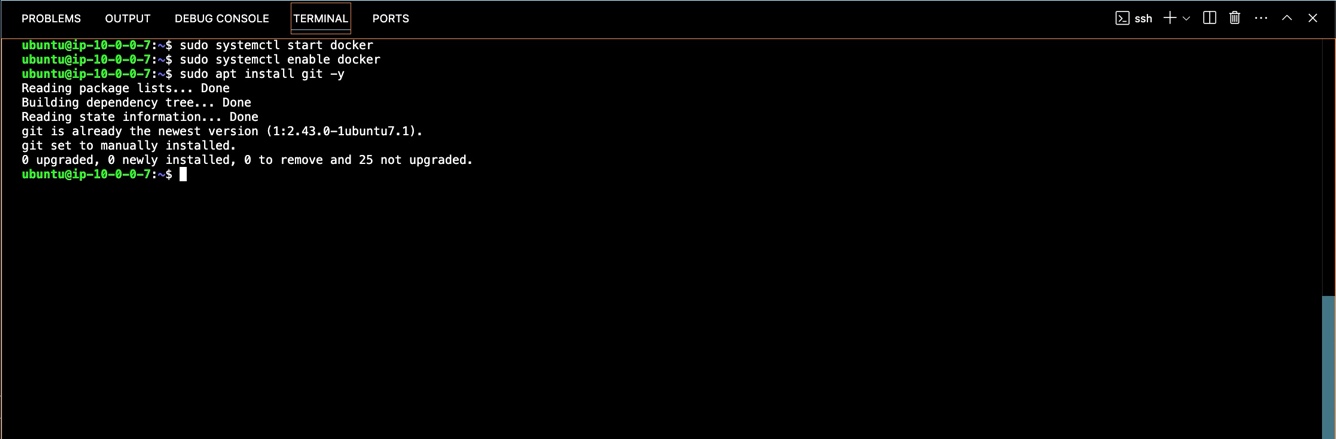 PROBLEMS OUTPUT DEBUG CONSOLE TERMINAL PORTS ssh
ubuntu@ip-10-0-0-7:~$ sudo systemctl start docker
ubuntu@ip-10-0-0-7:~$ sudo systemctl enable docker
ubuntu@ip-10-0-0-7:~$ sudo apt install git -y
Reading package lists... Done
Building dependency tree... Done
Reading state information... Done
git is already the newest version (1:2.43.0-1ubuntu7.1).
git set to manually installed.
0 upgraded, 0 newly installed, 0 to remove and 25 not upgraded.
ubuntu@ip-10-0-0-7:~$